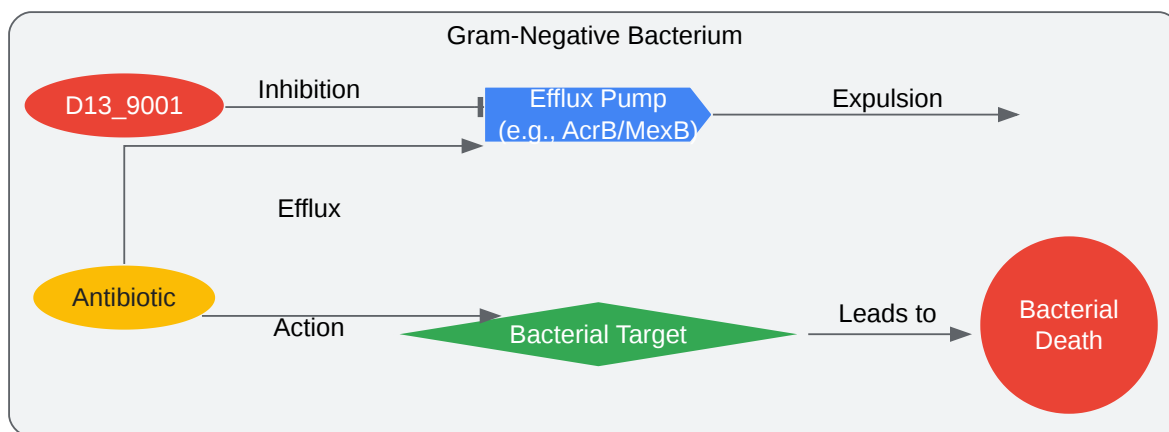 Gram-Negative Bacterium
D13_9001
Inhibition
Efflux Pump
(e.g., AcrB/MexB)
Expulsion
Efflux
Antibiotic
Action
Bacterial Target
Leads to
Bacterial
Death